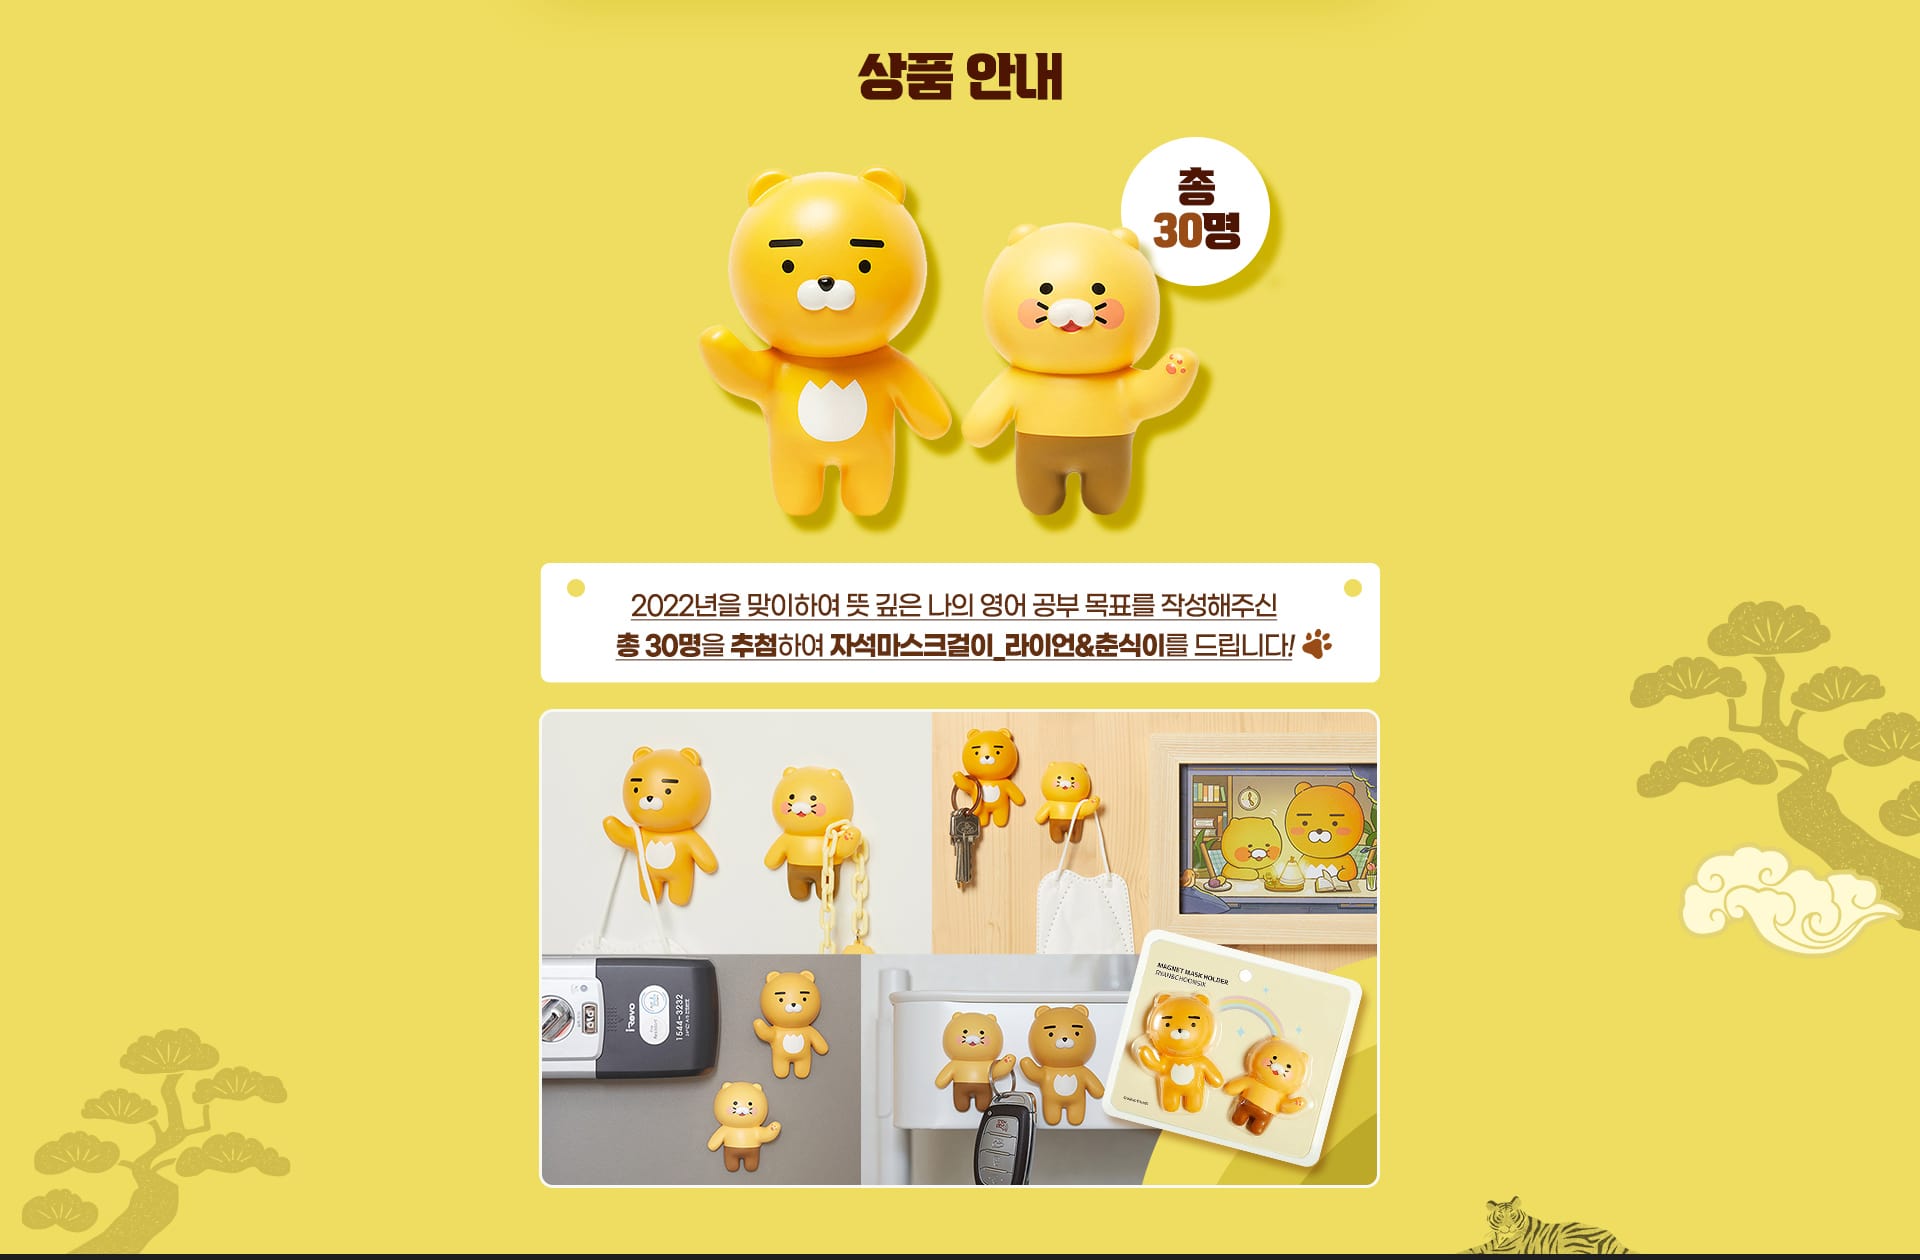 상품 안내
총
30명
2022년을 맞이하여 뜻 깊은 나의 영어 공부 목표를 작성해주신
총 30명을 추첨하여 자석마스크걸이_라이언&춘식이를 드립니다!
iRevo
1544-3232
MAGNET MASK HOLDER
RYAN&CHOONSIK